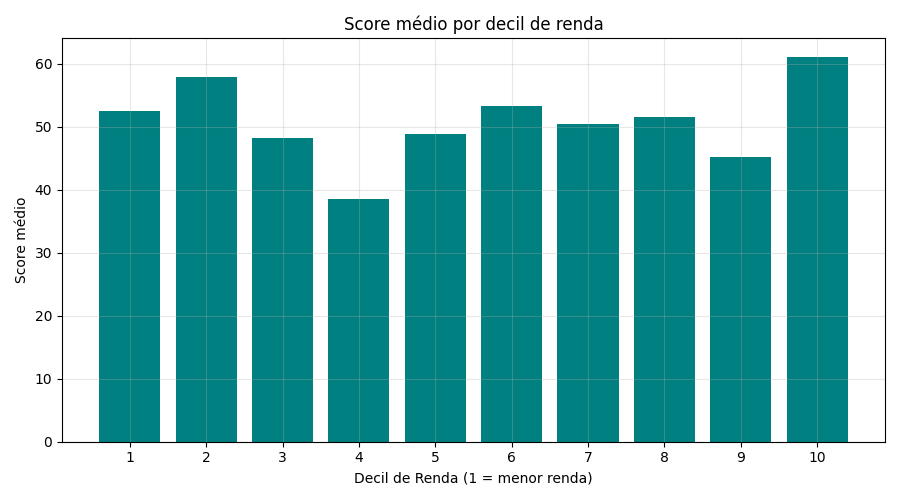 Score médio por decil de renda
Score médio
60
50
40
30
20
10
0
1 2 3 4 5 6 7 8 9 10
Decil de Renda (1 = menor renda)